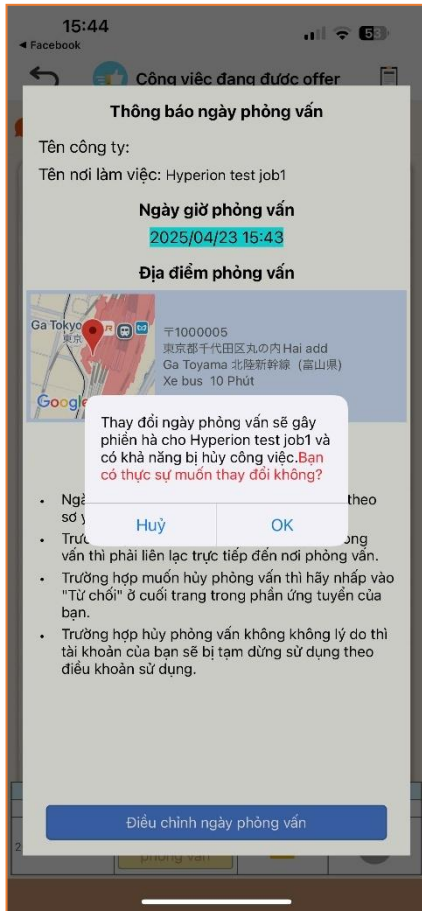 15:44
53
◀ Facebook
Công việc đang được offer
Thông báo ngày phỏng vấn
Tên công ty:
Tên nơi làm việc: Hyperion test job1
Ngày giờ phỏng vấn
2025/04/23 15:43
Địa điểm phỏng vấn
Ga Tokyo
東京
Google
〒1000005
東京都千代田区丸の内Hai add
Ga Toyama 北陸新幹線 (富山県)
Xe bus 10 Phút
Thay đổi ngày phỏng vấn sẽ gây
phiền hà cho Hyperion test job1 và
có khả năng bị hủy công việc.Bạn
có thực sự muốn thay đổi không?
Huỷ
OK
theo
sơ y
vấn thì phải liên lạc trực tiếp đến nơi phỏng vấn.
• Trường hợp muốn hủy phỏng vấn thì hãy nhấp vào
"Từ chối" ở cuối trang trong phần ứng tuyển của
bạn.
• Trường hợp hủy phỏng vấn không không lý do thì
tài khoản của bạn sẽ bị tạm dừng sử dụng theo
điều khoản sử dụng.
Điều chỉnh ngày phỏng vấn
2
phỏng vấn